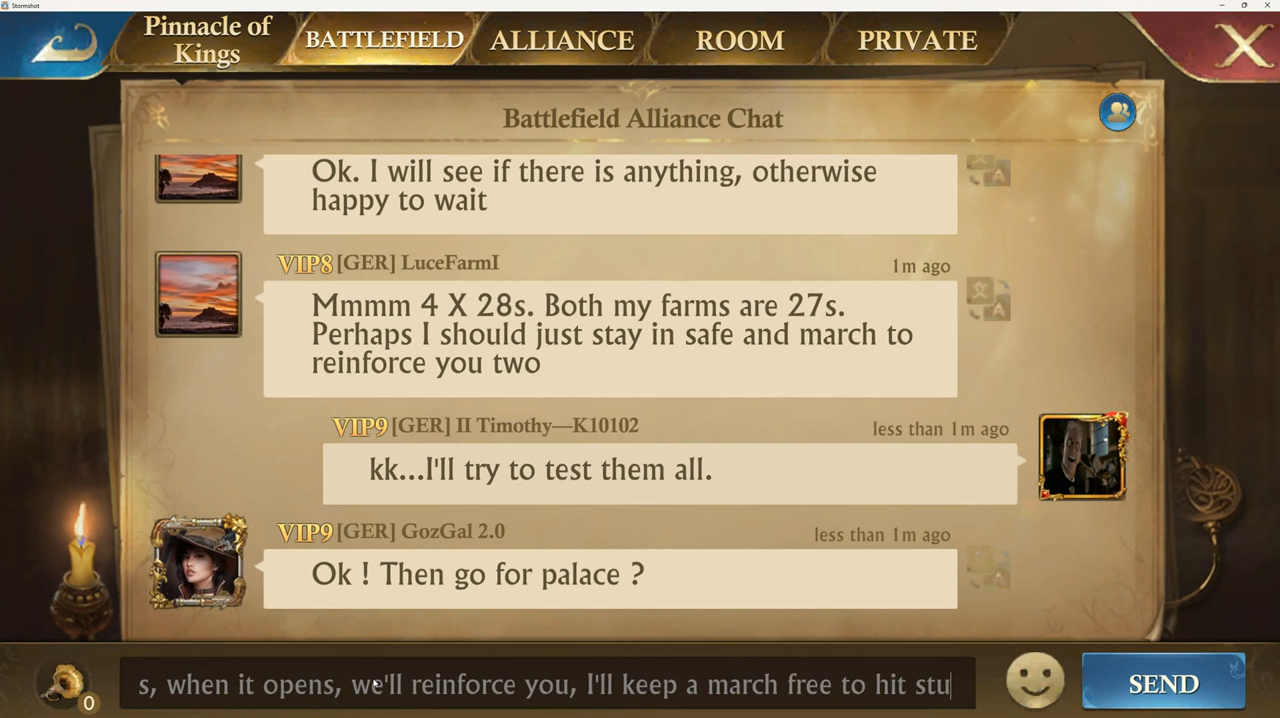 Stormshot
Pinnacle of
Kings
BATTLEFIELD
ALLIANCE
ROOM
PRIVATE
Battlefield Alliance Chat
Ok. I will see if there is anything, otherwise
happy to wait
VIP8 [GER] LuceFarmI
1m ago
Mmmm 4 X 28s. Both my farms are 27s.
Perhaps I should just stay in safe and march to
reinforce you two
VIP9 [GER] II Timothy—K10102
less than 1m ago
kk...I'll try to test them all.
VIP9 [GER] GozGal 2.0
less than 1m ago
Ok ! Then go for palace ?
0
s, when it opens, we'll reinforce you, I'll keep a march free to hit stu
SEND